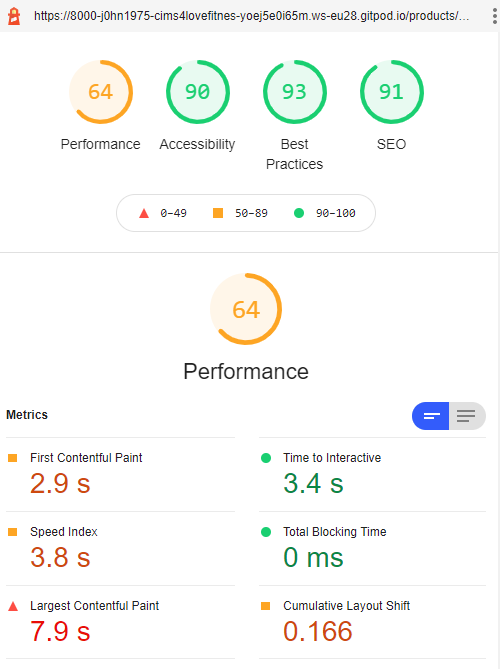 https://8000-j0hn1975-cims4lovefitnes-yoej5e0i65m.ws-eu28.gitpod.io/products/...
64 90 93 91
Performance Accessibility Best Practices SEO
0–49 50–89 90–100
64
Performance
Metrics
First Contentful Paint Time to Interactive
2.9 s 3.4 s
Speed Index Total Blocking Time
3.8 s 0 ms
Largest Contentful Paint Cumulative Layout Shift
7.9 s 0.166